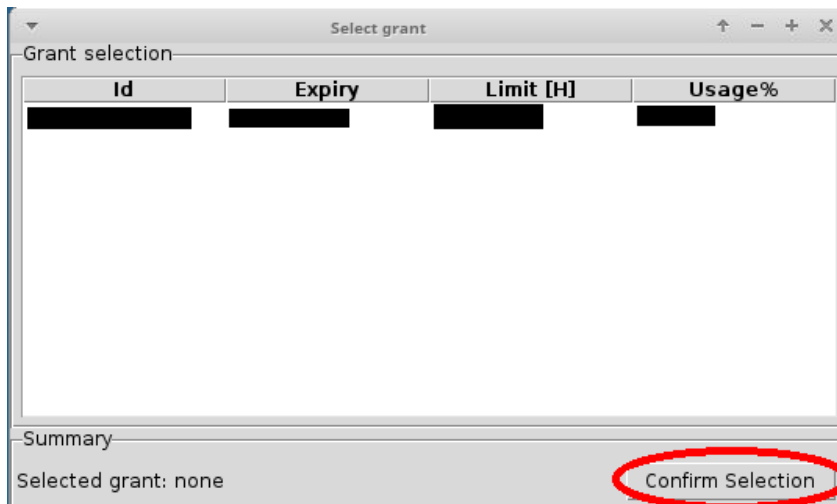 Select grant
Grant selection
Id Expiry Limit [H] Usage%
Summary
Selected grant: none Confirm Selection